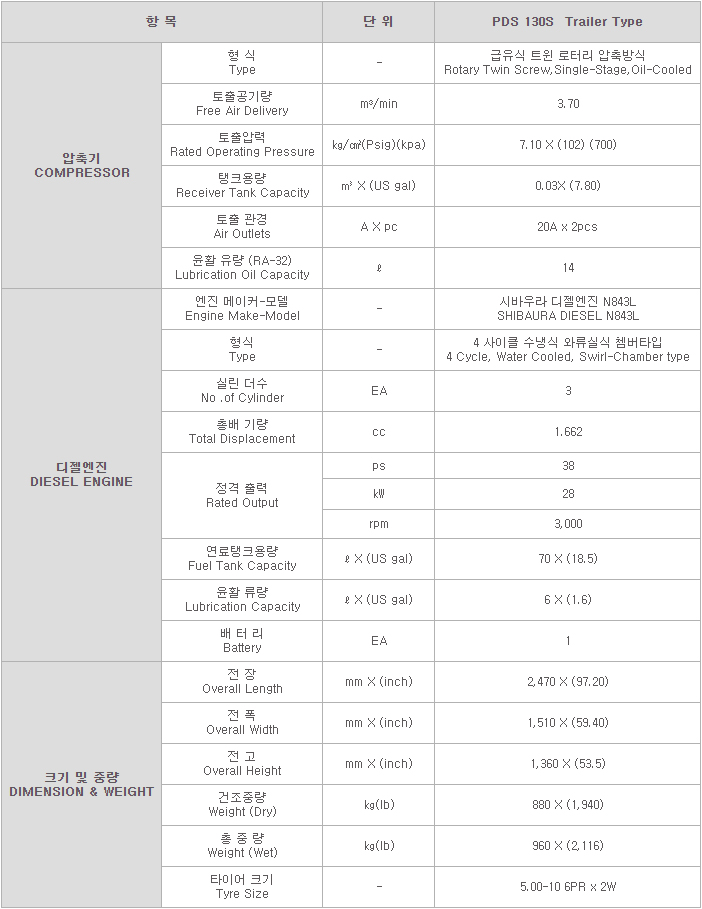 항 목 단 위 PDS 130S Trailer Type
압축기
COMPRESSOR
형 식
Type
-
급유식 트윈 로터리 압축방식
Rotary Twin Screw,Single-Stage,Oil-Cooled
토출공기량
Free Air Delivery
m³/min
3.70
토출압력
Rated Operating Pressure
kg/㎠(Psig)(kpa)
7.10 X (102) (700)
탱크용량
Receiver Tank Capacity
㎥ X (US gal)
0.03X (7.80)
토출 관경
Air Outlets
A X pc
20A x 2pcs
윤활 유량 (RA-32)
Lubrication Oil Capacity
ℓ
14
디젤엔진
DIESEL ENGINE
엔진 메이커-모델
Engine Make-Model
-
시바우라 디젤엔진 N843L
SHIBAURA DIESEL N843L
형식
Type
-
4 사이클 수냉식 와류실식 쳄버타입
4 Cycle, Water Cooled, Swirl-Chamber type
실린 더수
No .of Cylinder
EA
3
총배 기량
Total Displacement
cc
1.662
정격 출력
Rated Output
ps
38
kW
28
rpm
3,000
연료탱크용량
Fuel Tank Capacity
ℓ X (US gal)
70 X (18.5)
윤활 류량
Lubrication Capacity
ℓ X (US gal)
6 X (1.6)
배 터 리
Battery
EA
1
크기 및 중량
DIMENSION & WEIGHT
전 장
Overall Length
mm X (inch)
2,470 X (97.20)
전 폭
Overall Width
mm X (inch)
1,510 X (59.40)
전 고
Overall Height
mm X (inch)
1,360 X (53.5)
건조중량
Weight (Dry)
kg(lb)
880 X (1,940)
총 중 량
Weight (Wet)
kg(lb)
960 X (2,116)
타이어 크기
Tyre Size
-
5.00-10 6PR x 2W